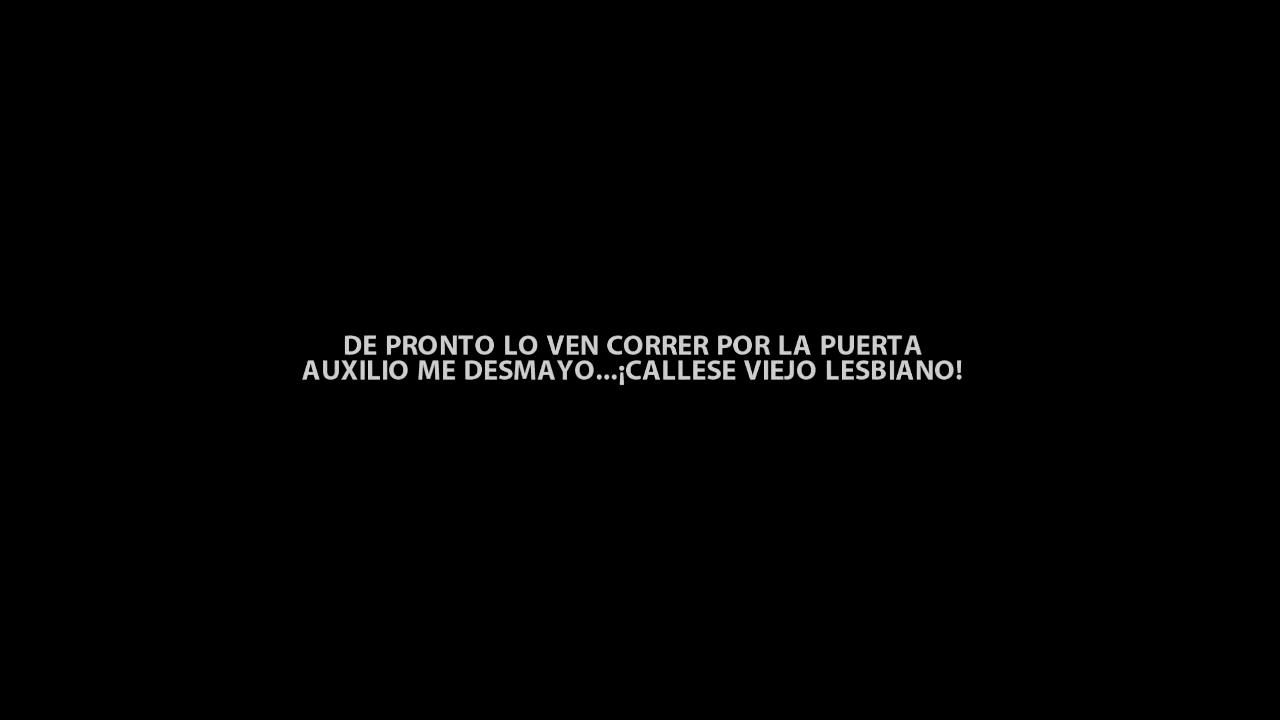 DE PRONTO LO VEN CORRER POR LA PUERTA
AUXILIO ME DESMAYO...¡CALLESE VIEJO LESBIANO!